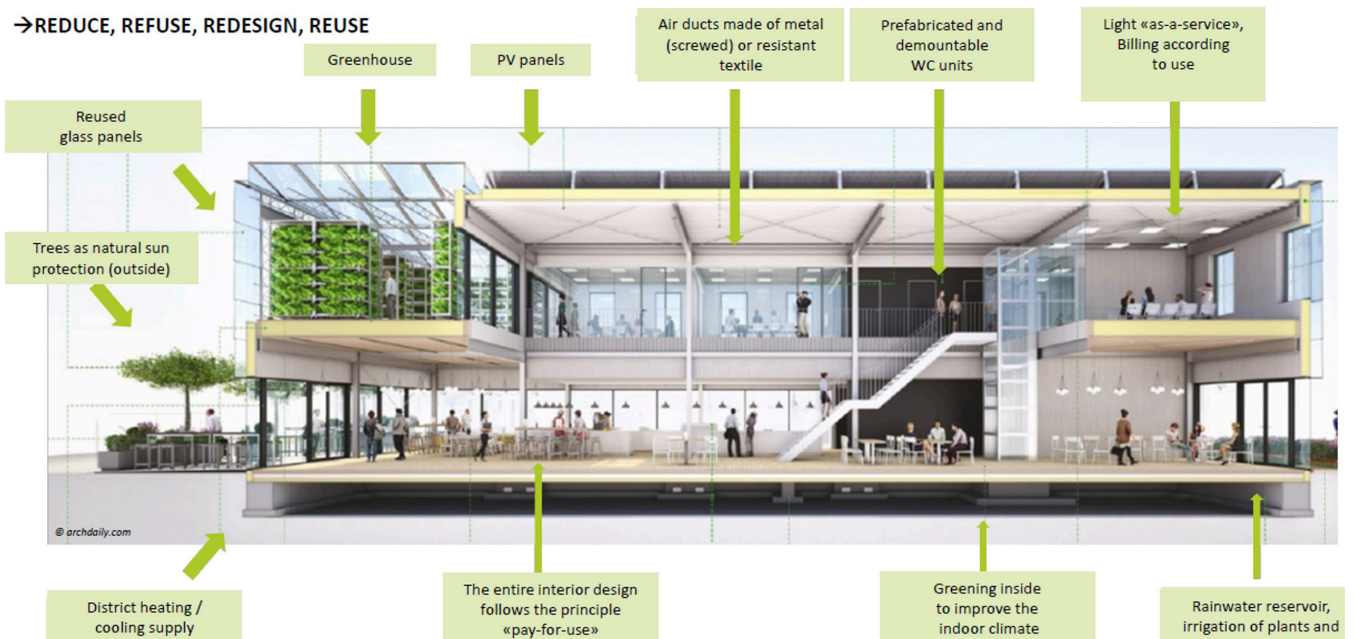 →REDUCE, REFUSE, REDESIGN, REUSE
Greenhouse
PV panels
Air ducts made of metal
(screwed) or resistant
textile
Prefabricated and
demountable
WC units
Light «as-a-service»,
Billing according
to use
Reused
glass panels
Trees as natural sun
protection (outside)
© archdaily.com
District heating /
cooling supply
The entire interior design
follows the principle
«pay-for-use»
Greening inside
to improve the
indoor climate
Rainwater reservoir,
irrigation of plants and